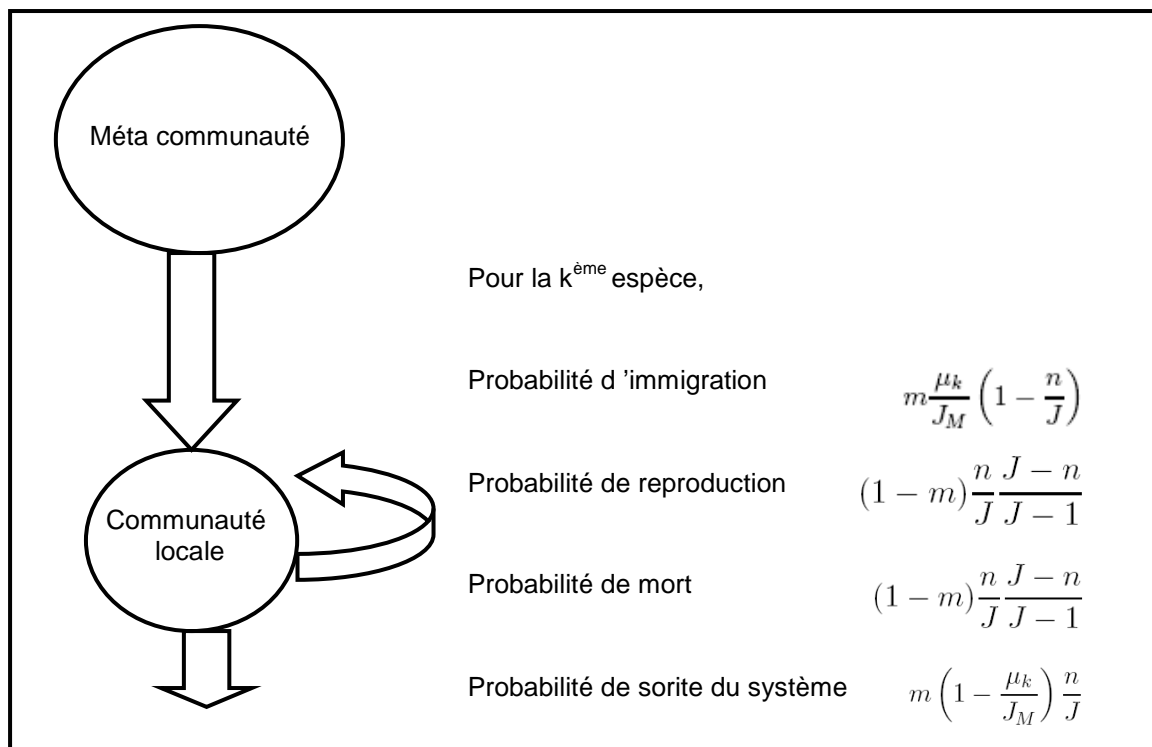 Méta communauté
Pour la kème espèce,
Probabilité d ’immigration
m μk/JM (1 − n/J)
Communauté
locale
Probabilité de reproduction
(1 − m) n/J (J − n)/(J − 1)
Probabilité de mort
(1 − m) n/J (J − n)/(J − 1)
Probabilité de sorite du système
m (1 − μk/JM) n/J